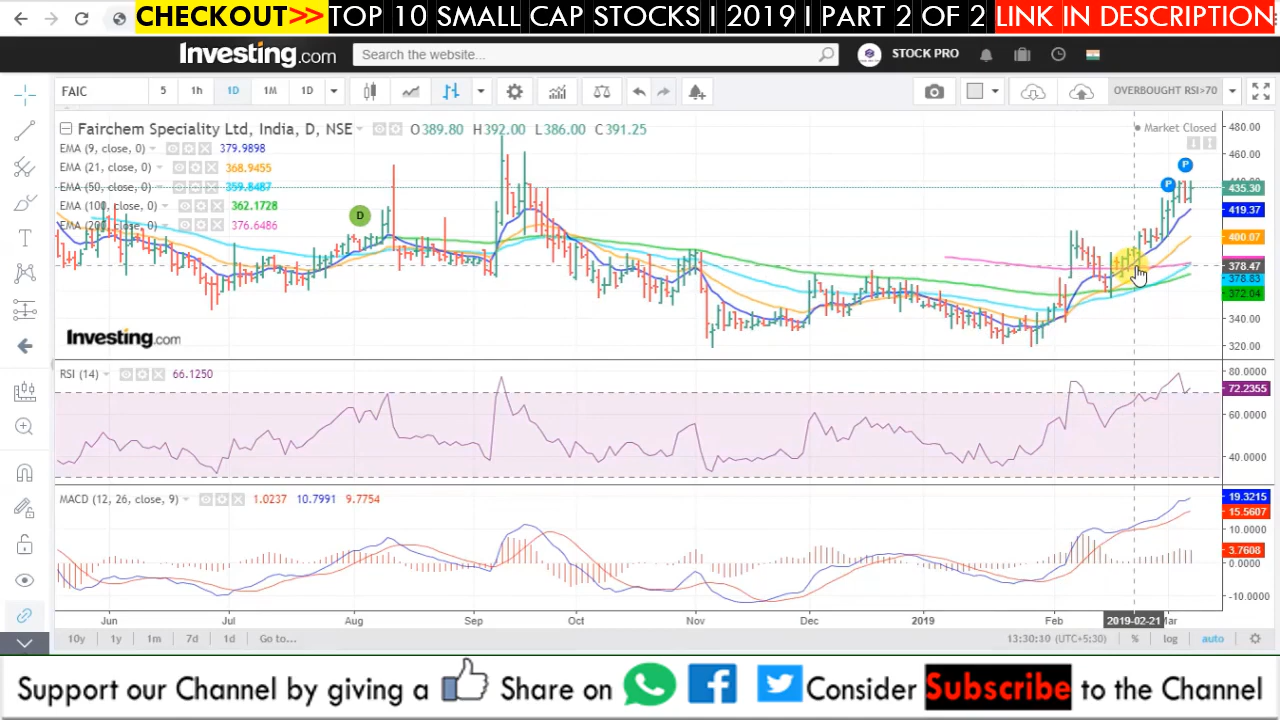 CHECKOUT>> TOP 10 SMALL CAP STOCKS I 2019 I PART 2 OF 2 LINK IN DESCRIPTION
Investing.com Search the website... STOCK PRO
FAIC 5 1h 1D 1M 1D OVERBOUGHT RSI>70
Fairchem Speciality Ltd, India, D, NSE O389.80 H392.00 L386.00 C391.25
Market Closed
EMA (9, close, 0) 379.9898
EMA (21, close, 0) 368.9455
EMA (50, close, 0) 359.8487
EMA (100, close, 0) 362.1728
EMA (200, close, 0) 376.6486
D
P
P
480.00
460.00
435.30
419.37
400.07
378.47
372.04
340.00
320.00
Investing.com
RSI (14) 66.1250
80.0000
72.2355
60.0000
40.0000
MACD (12, 26, close, 9) 1.0237 10.7991 9.7754
19.3215
15.5607
10.0000
3.7608
0.0000
-10.0000
Jun Jul Aug Sep Oct Nov Dec 2019 Feb 2019-02-21 Mar
10y 1y 1m 7d 1d Go to... 13:30:30 (UTC+5:30) % log auto
Support our Channel by giving a Share on Consider Subscribe to the Channel